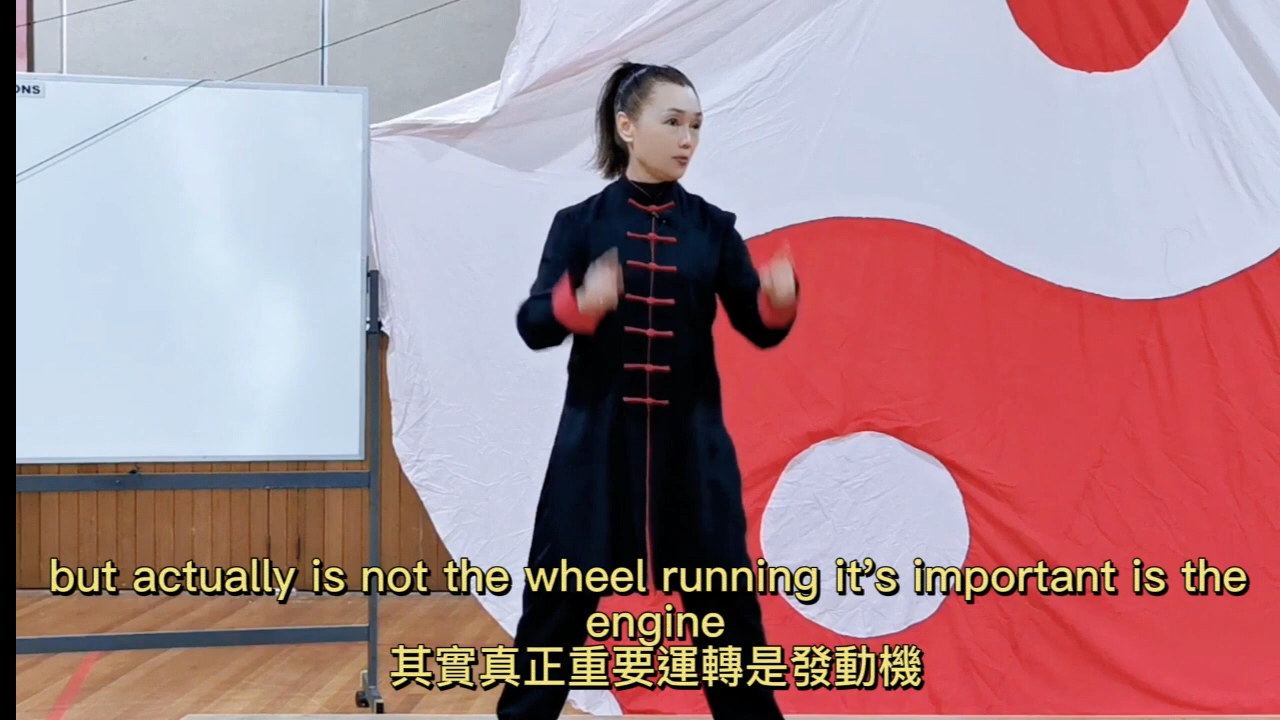 ONS
but actually is not the wheel running it’s important is the
engine
其實真正重要運轉是發動機